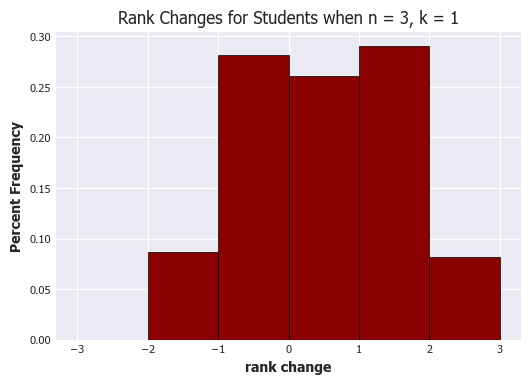 Rank Changes for Students when n = 3, k = 1
0.30
0.25
0.20
0.15
0.10
0.05
0.00
Percent Frequency
−3 −2 −1 0 1 2 3
rank change